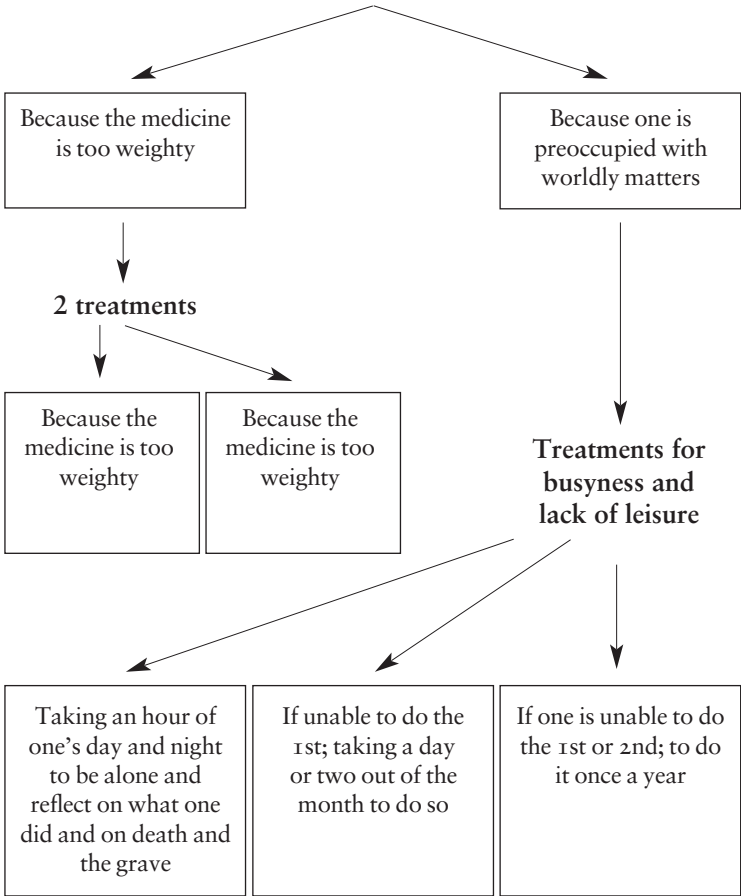 Because the medicine
is too weighty
Because one is
preoccupied with
worldly matters
2 treatments
Because the
medicine is too
weighty
Because the
medicine is too
weighty
Treatments for
busyness and
lack of leisure
Taking an hour of
one’s day and night
to be alone and
reflect on what one
did and on death and
the grave
If unable to do the
1st; taking a day
or two out of the
month to do so
If one is unable to do
the 1st or 2nd; to do
it once a year